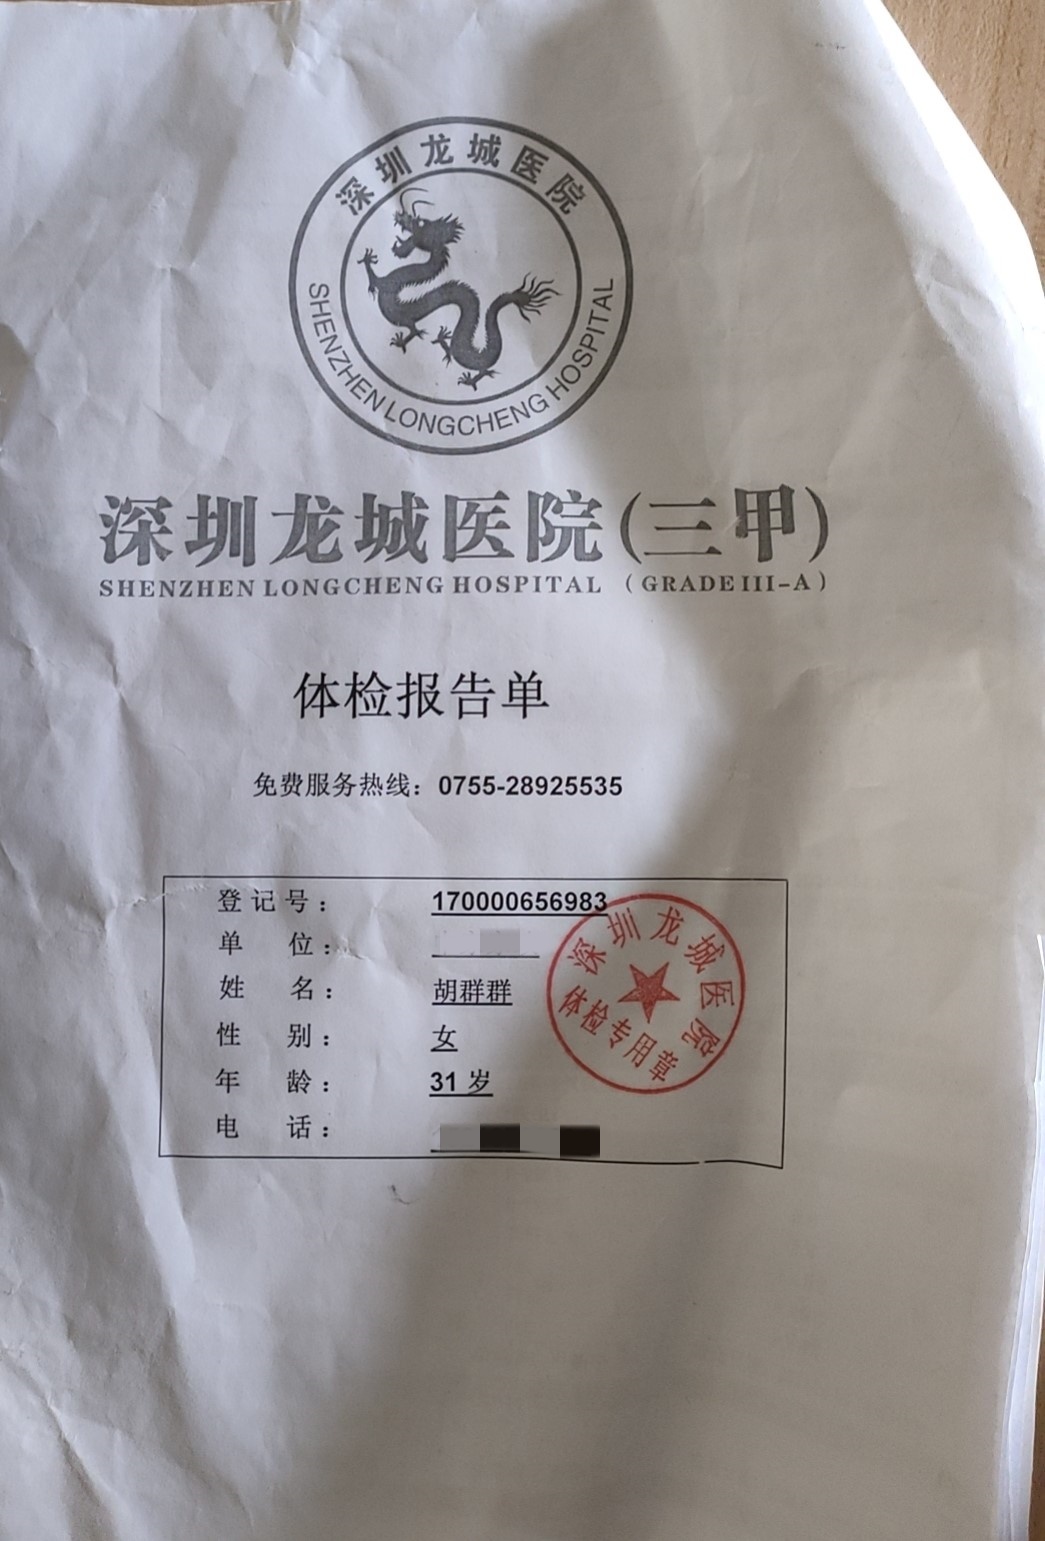 深圳龙城医院
SHENZHEN LONGCHENG HOSPITAL
深圳龙城医院(三甲)
SHENZHEN LONGCHENG HOSPITAL (GRADE III-A)
体检报告单
免费服务热线：0755-28925535
登记号：170000656983
单 位：
姓 名：胡群群
性 别：女
年 龄：31 岁
电 话：
深圳龙城医院
体检专用章